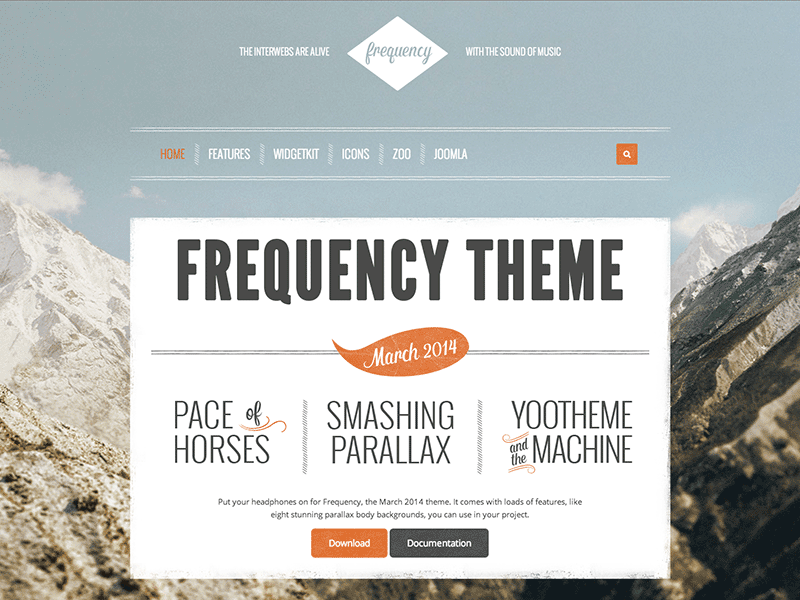 THE INTERWEBS ARE ALIVE frequency WITH THE SOUND OF MUSIC
HOME FEATURES WIDGETKIT ICONS ZOO JOOMLA
FREQUENCY THEME
March 2014
PACE of
HORSES
SMASHING
PARALLAX
YOOTHEME
and the MACHINE
Put your headphones on for Frequency, the March 2014 theme. It comes with loads of features, like
eight stunning parallax body backgrounds, you can use in your project.
Download Documentation